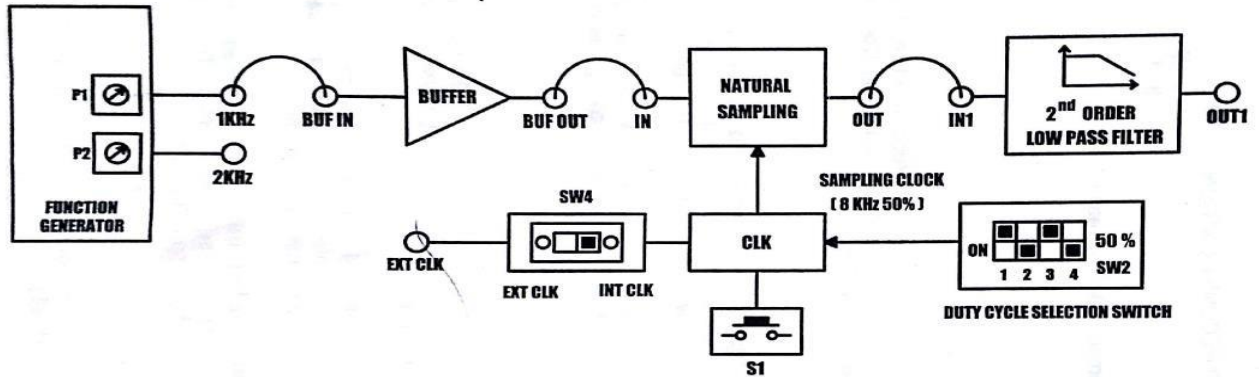 P1
P2
FUNCTION
GENERATOR
1KHz
2KHz
BUF IN
BUFFER
BUF OUT
IN
NATURAL
SAMPLING
OUT
IN1
2nd ORDER
LOW PASS FILTER
OUT1
SAMPLING CLOCK
( 8 KHz 50% )
SW4
EXT CLK
EXT CLK
INT CLK
CLK
S1
ON
1 2 3 4
50 %
SW2
DUTY CYCLE SELECTION SWITCH